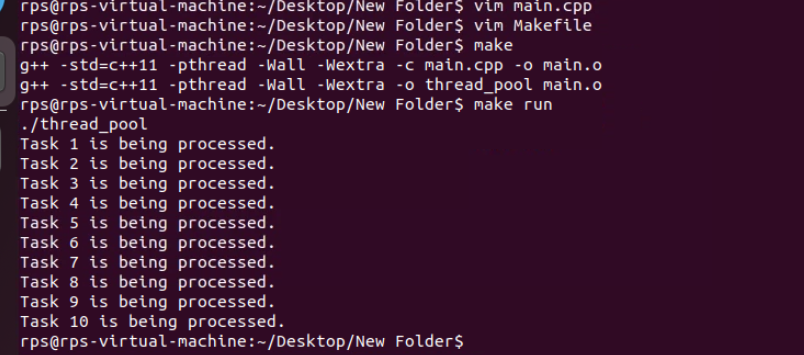 rps@rps-virtual-machine:~/Desktop/New Folder$ vim main.cpp
rps@rps-virtual-machine:~/Desktop/New Folder$ vim Makefile
rps@rps-virtual-machine:~/Desktop/New Folder$ make
g++ -std=c++11 -pthread -Wall -Wextra -c main.cpp -o main.o
g++ -std=c++11 -pthread -Wall -Wextra -o thread_pool main.o
rps@rps-virtual-machine:~/Desktop/New Folder$ make run
./thread_pool
Task 1 is being processed.
Task 2 is being processed.
Task 3 is being processed.
Task 4 is being processed.
Task 5 is being processed.
Task 6 is being processed.
Task 7 is being processed.
Task 8 is being processed.
Task 9 is being processed.
Task 10 is being processed.
rps@rps-virtual-machine:~/Desktop/New Folder$